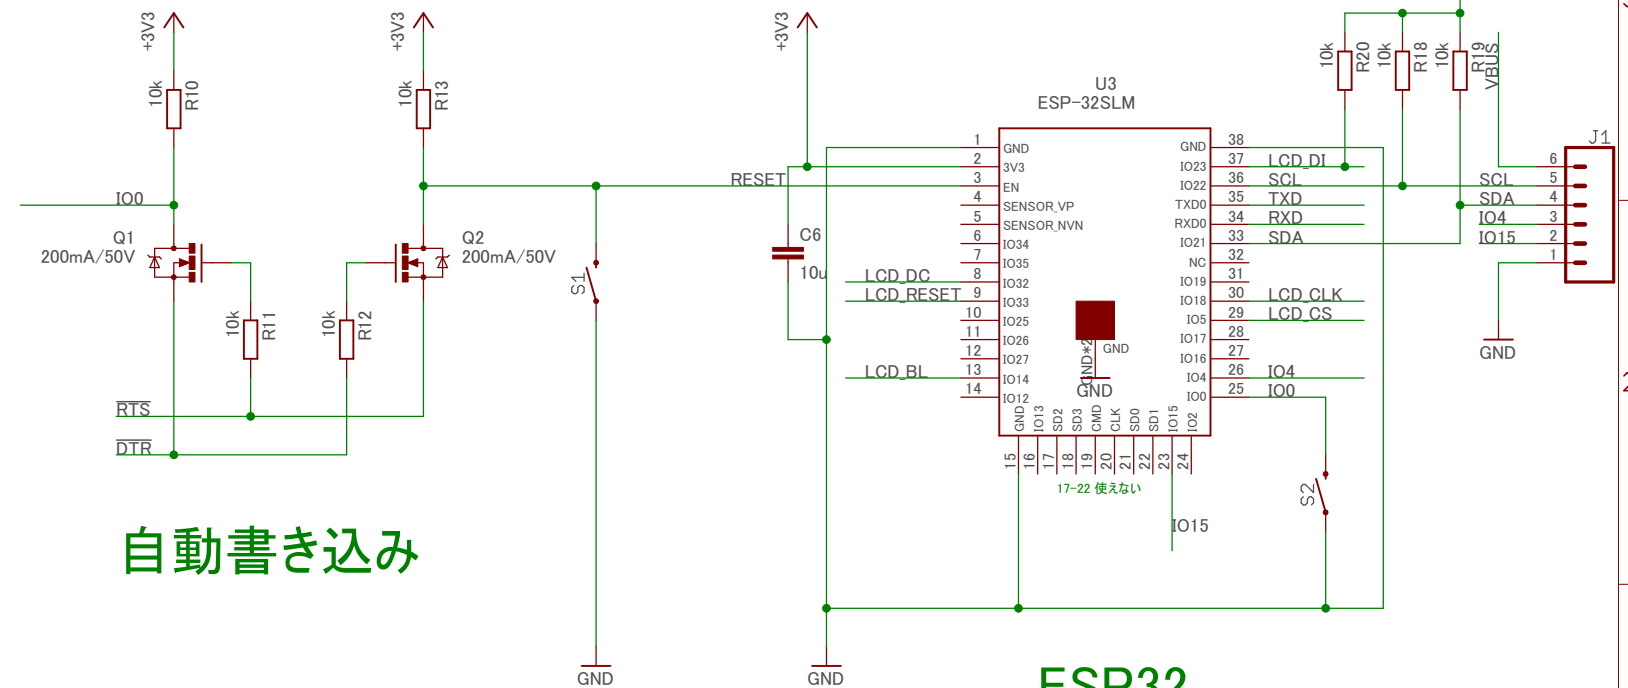 +3V3
+3V3
+3V3
10k
R10
10k
R13
10k
R20
10k
R18
10k
R19
VBUS
U3
ESP-32SLM
J1
IO0
RESET
Q1
200mA/50V
Q2
200mA/50V
10k
R11
10k
R12
RTS
DTR
S1
C6
10u
LCD_DC
LCD_RESET
LCD_BL
1 GND
2 3V3
3 EN
4 SENSOR_VP
5 SENSOR_NVN
6 IO34
7 IO35
8 IO32
9 IO33
10 IO25
11 IO26
12 IO27
13 IO14
14 IO12
GND 38
IO23 37 LCD_DI
IO22 36 SCL
TXD0 35 TXD
RXD0 34 RXD
IO21 33 SDA
NC 32
IO19 31
IO18 30 LCD_CLK
IO5 29 LCD_CS
IO17 28
IO16 27
IO4 26 IO4
IO0 25 IO0
GND
GND*2
GND
GND 15
IO13 16
SD2 17
SD3 18
CMD 19
CLK 20
SD0 21
SD1 22
IO15 23
IO2 24
17-22 使えない
IO15
S2
6
SCL 5
SDA 4
IO4 3
IO15 2
1
GND
自動書き込み
GND
GND
ESP32